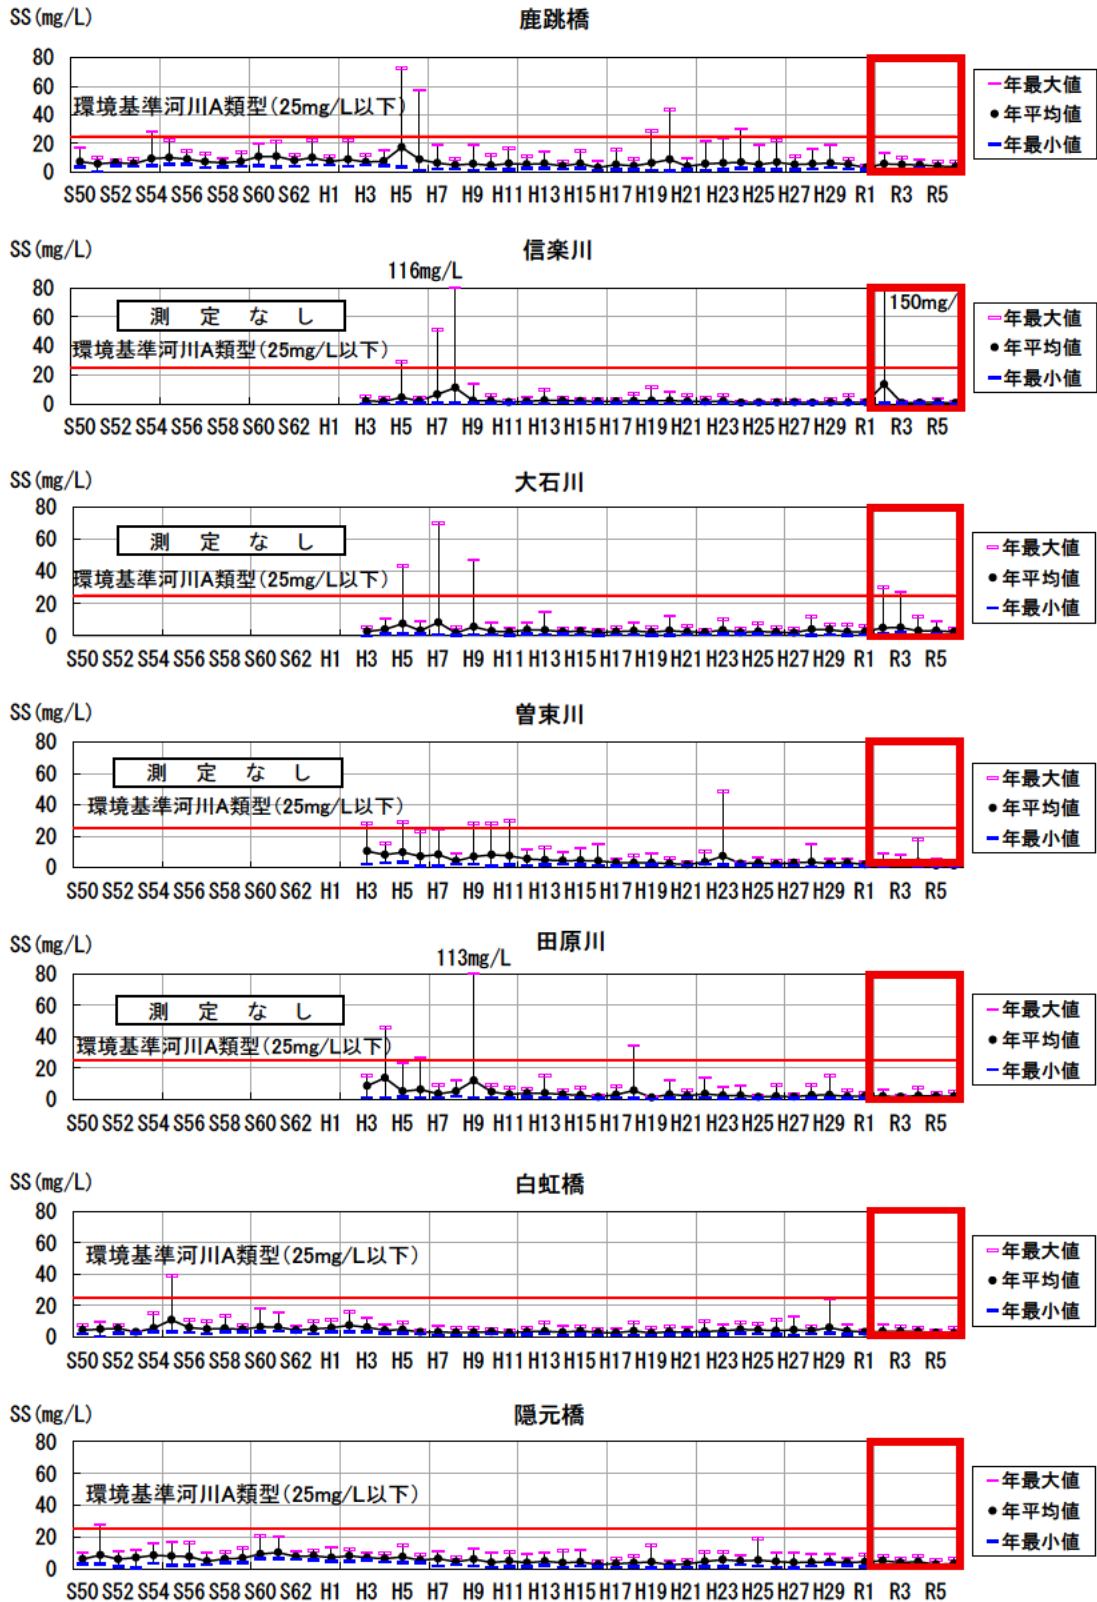 SS(mg/L)
鹿跳橋
80
60
40
20
0
環境基準河川A類型(25mg/L以下)
年最大値
年平均値
年最小値
S50 S52 S54 S56 S58 S60 S62 H1 H3 H5 H7 H9 H11 H13 H15 H17 H19 H21 H23 H25 H27 H29 R1 R3 R5
SS(mg/L)
信楽川
116mg/L
80
60
40
20
0
測定なし
環境基準河川A類型(25mg/L以下)
150mg/
年最大値
年平均値
年最小値
S50 S52 S54 S56 S58 S60 S62 H1 H3 H5 H7 H9 H11 H13 H15 H17 H19 H21 H23 H25 H27 H29 R1 R3 R5
SS(mg/L)
大石川
80
60
40
20
0
測定なし
環境基準河川A類型(25mg/L以下)
年最大値
年平均値
年最小値
S50 S52 S54 S56 S58 S60 S62 H1 H3 H5 H7 H9 H11 H13 H15 H17 H19 H21 H23 H25 H27 H29 R1 R3 R5
SS(mg/L)
曽束川
80
60
40
20
0
測定なし
環境基準河川A類型(25mg/L以下)
年最大値
年平均値
年最小値
S50 S52 S54 S56 S58 S60 S62 H1 H3 H5 H7 H9 H11 H13 H15 H17 H19 H21 H23 H25 H27 H29 R1 R3 R5
SS(mg/L)
田原川
113mg/L
80
60
40
20
0
測定なし
環境基準河川A類型(25mg/L以下)
年最大値
年平均値
年最小値
S50 S52 S54 S56 S58 S60 S62 H1 H3 H5 H7 H9 H11 H13 H15 H17 H19 H21 H23 H25 H27 H29 R1 R3 R5
SS(mg/L)
白虹橋
80
60
40
20
0
環境基準河川A類型(25mg/L以下)
年最大値
年平均値
年最小値
S50 S52 S54 S56 S58 S60 S62 H1 H3 H5 H7 H9 H11 H13 H15 H17 H19 H21 H23 H25 H27 H29 R1 R3 R5
SS(mg/L)
隠元橋
80
60
40
20
0
環境基準河川A類型(25mg/L以下)
年最大値
年平均値
年最小値
S50 S52 S54 S56 S58 S60 S62 H1 H3 H5 H7 H9 H11 H13 H15 H17 H19 H21 H23 H25 H27 H29 R1 R3 R5